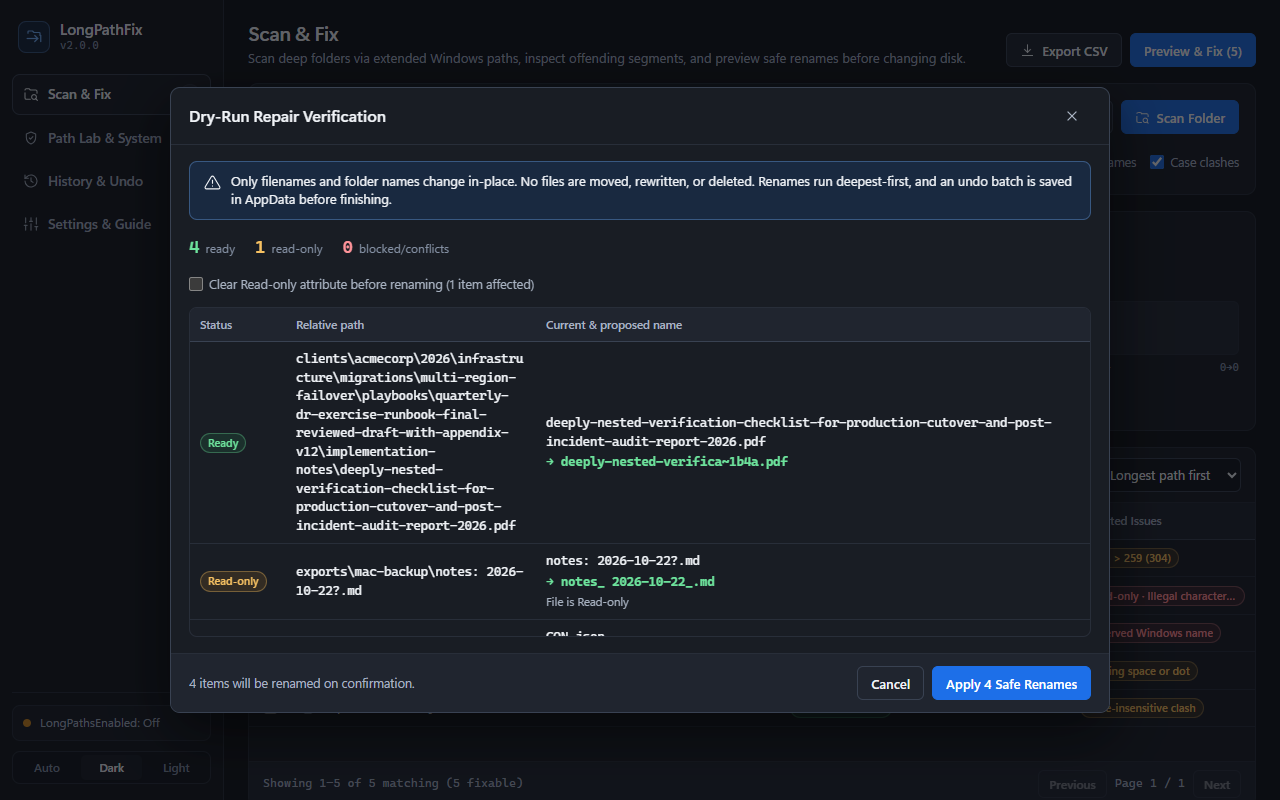 LongPathFix
v2.0.0
Scan & Fix
Path Lab & System
History & Undo
Settings & Guide
LongPathsEnabled: Off
Auto
Dark
Light
Scan & Fix
Scan deep folders via extended Windows paths, inspect offending segments, and preview safe renames before changing disk.
Export CSV
Preview & Fix (5)
Scan Folder
ames
Case clashes
0→0
Longest path first
ted Issues
> 259 (304)
d-only · Illegal character...
rved Windows name
ng space or dot
e-insensitive clash
Showing 1–5 of 5 matching (5 fixable)
Previous
Page 1 / 1
Next
Dry-Run Repair Verification
Only filenames and folder names change in-place. No files are moved, rewritten, or deleted. Renames run deepest-first, and an undo batch is saved
in AppData before finishing.
4 ready
1 read-only
0 blocked/conflicts
Clear Read-only attribute before renaming (1 item affected)
Status
Relative path
Current & proposed name
Ready
clients\acmecorp\2026\infrastru
cture\migrations\multi-region-
failover\playbooks\quarterly-
dr-exercise-runbook-final-
reviewed-draft-with-appendix-
v12\implementation-
notes\deeply-nested-
verification-checklist-for-
production-cutover-and-post-
incident-audit-report-2026.pdf
deeply-nested-verification-checklist-for-production-cutover-and-post-
incident-audit-report-2026.pdf
→ deeply-nested-verifica~1b4a.pdf
Read-only
exports\mac-backup\notes: 2026-
10-22?.md
notes: 2026-10-22?.md
→ notes_ 2026-10-22_.md
File is Read-only
CON.json
4 items will be renamed on confirmation.
Cancel
Apply 4 Safe Renames